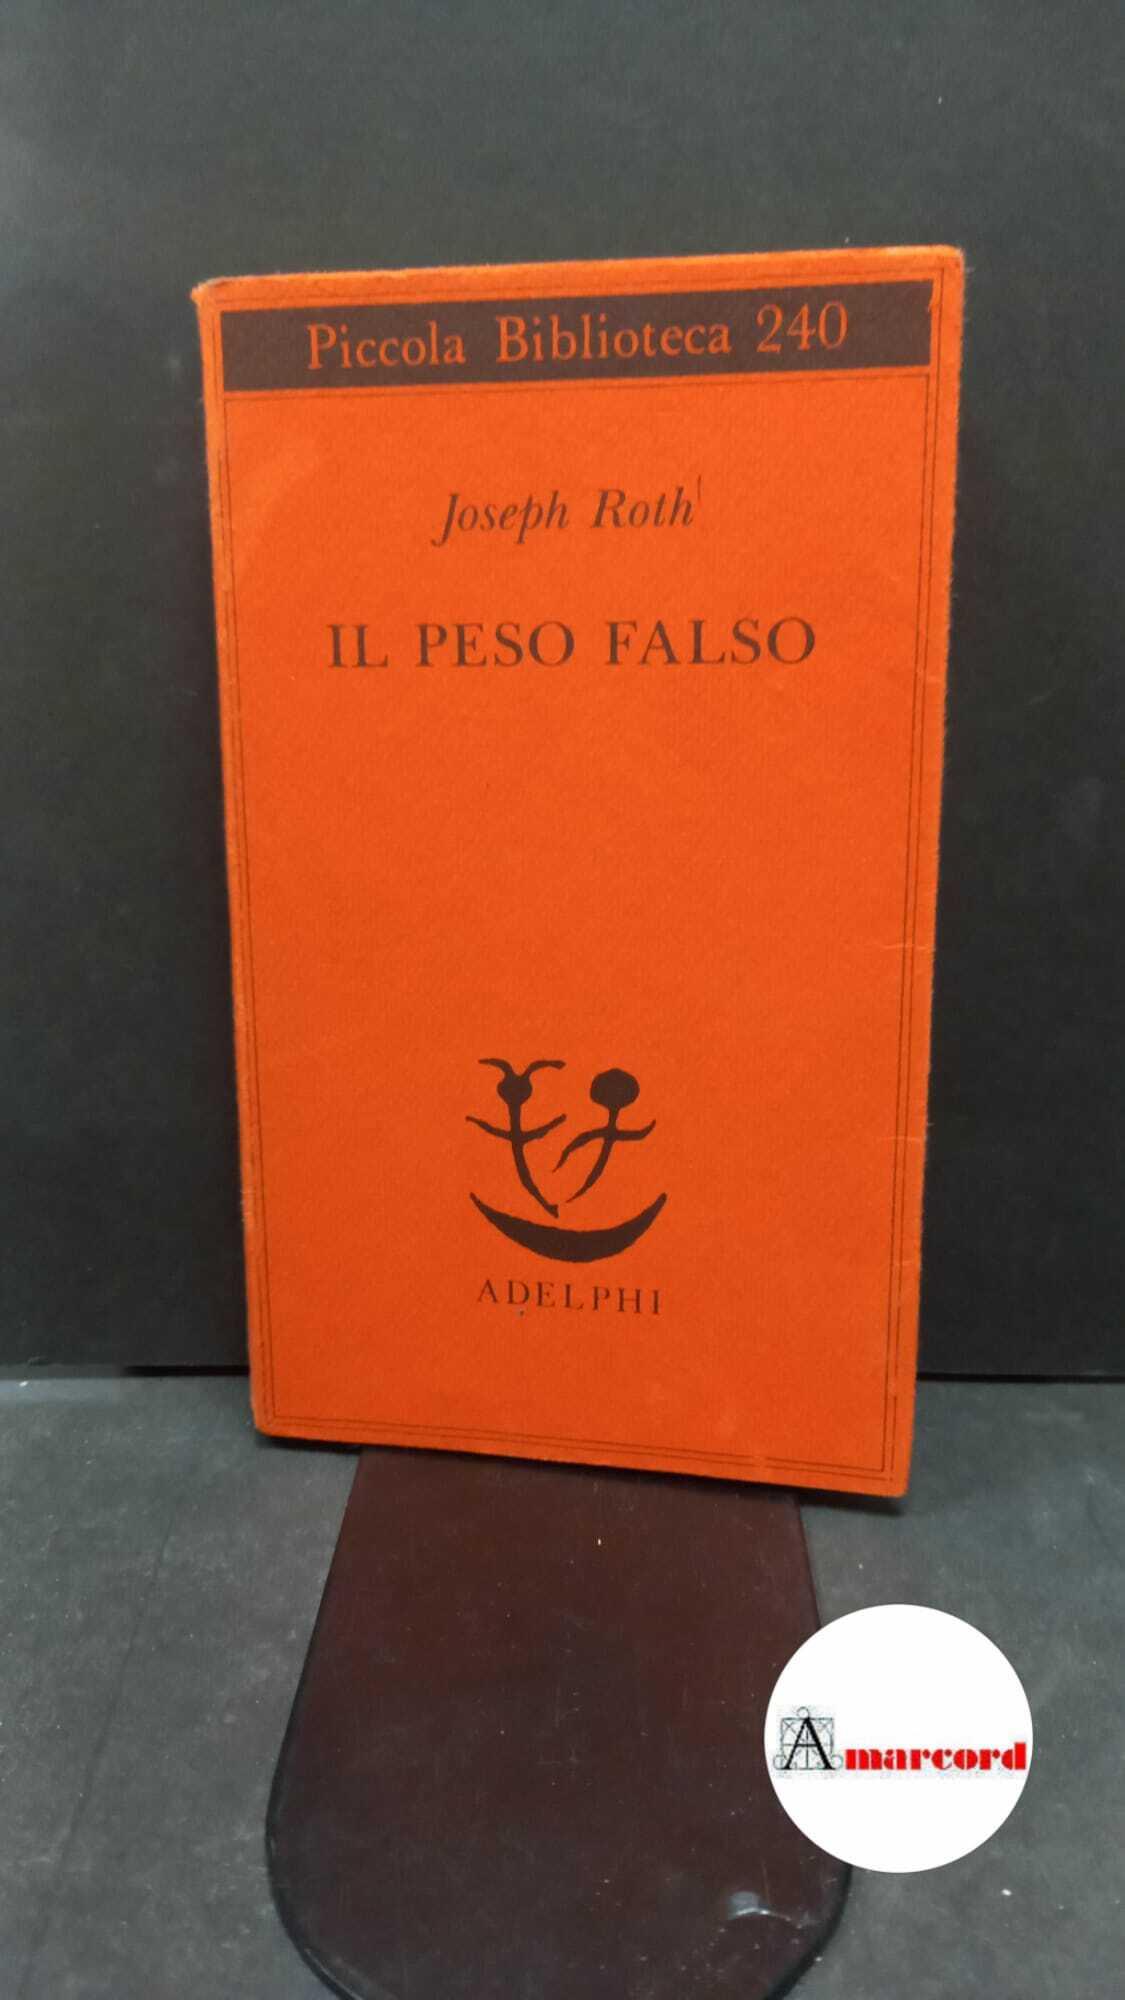 Piccola Biblioteca 240
Joseph Roth
IL PESO FALSO
ADELPHI
Amarcord